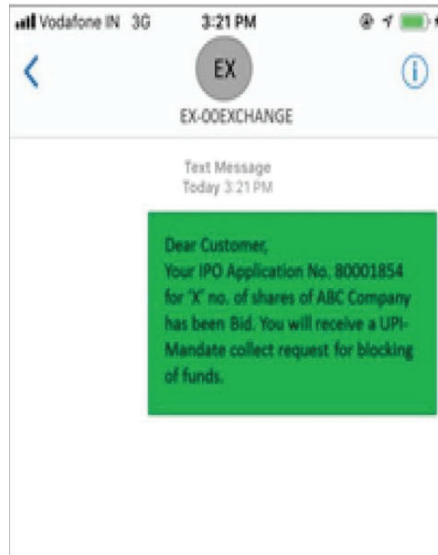 Vodafone IN 3G 3:21 PM
EX
EX-00EXCHANGE
Text Message
Today 3:21 PM
Dear Customer,
Your IPO Application No. 80001854
for 'X' no. of shares of ABC Company
has been Bid. You will receive a UPI-
Mandate collect request for blocking
of funds.